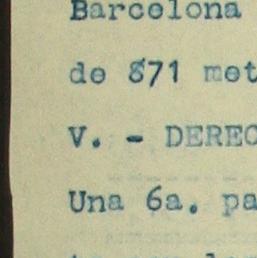 Barcelona
de 871 met
V. - DEREC
Una 6a. pa